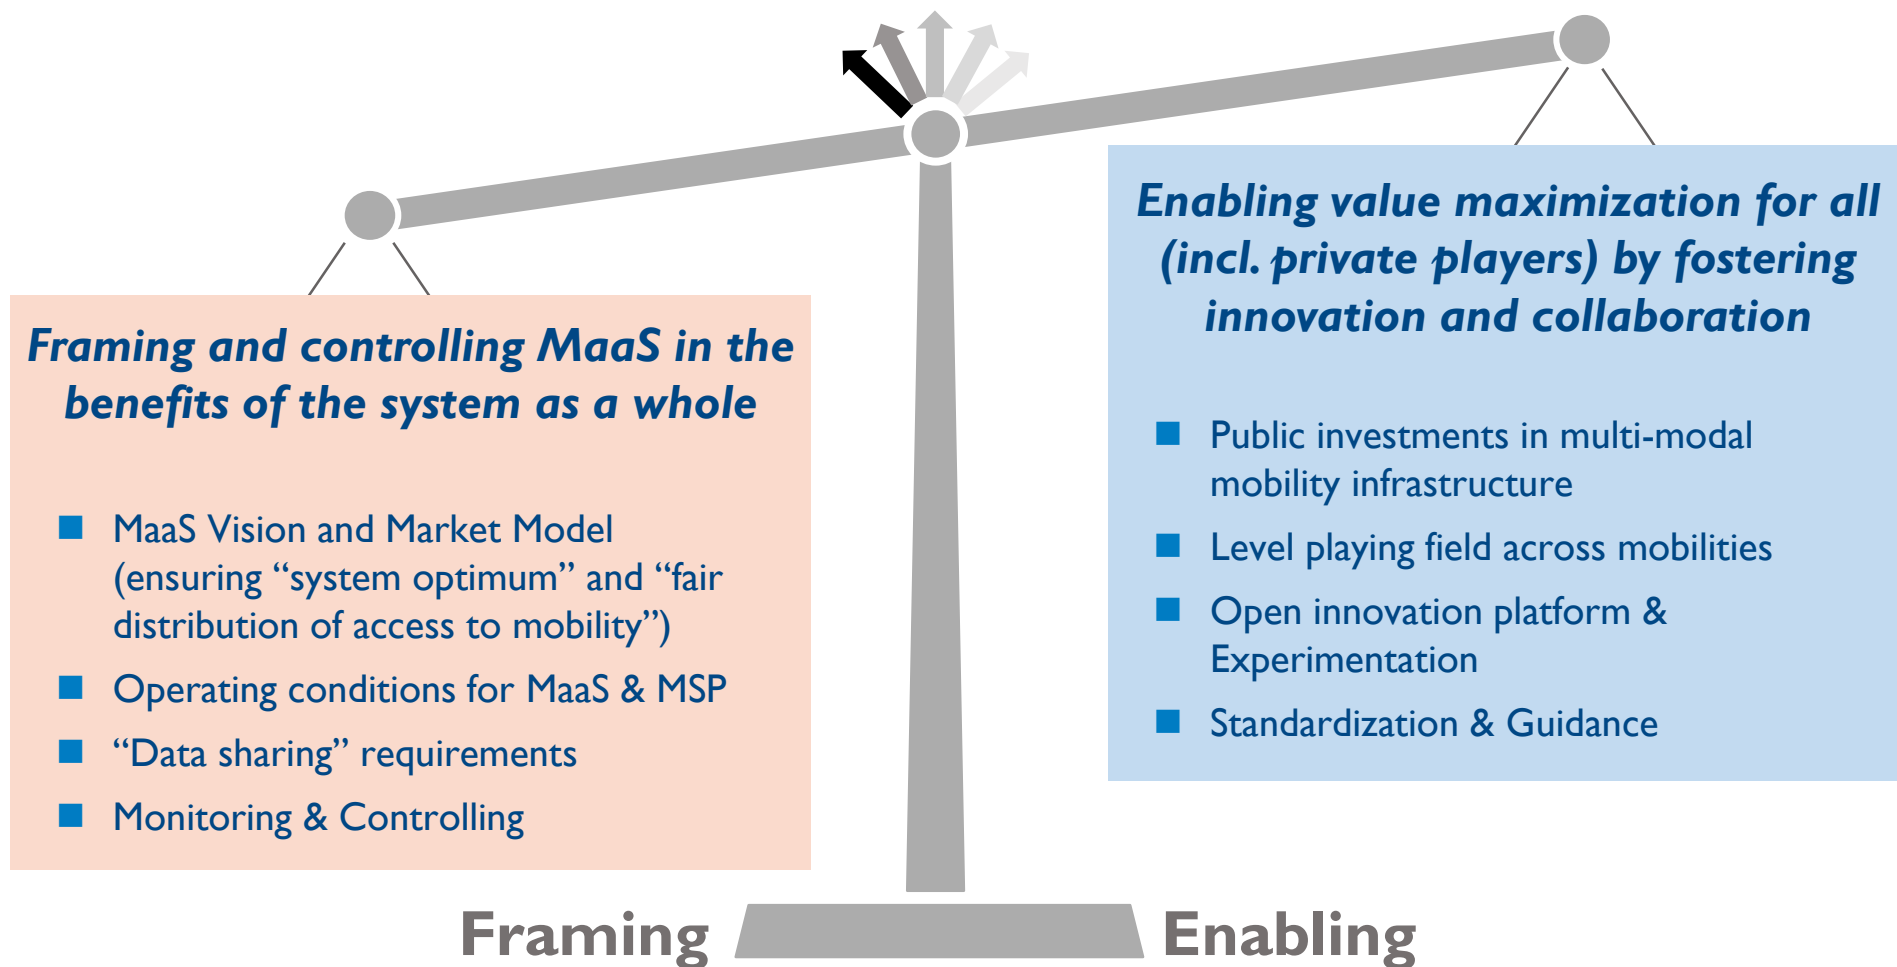 Framing and controlling MaaS in the
benefits of the system as a whole
MaaS Vision and Market Model
(ensuring “system optimum” and “fair
distribution of access to mobility”)
Operating conditions for MaaS & MSP
“Data sharing” requirements
Monitoring & Controlling
Enabling value maximization for all
(incl. private players) by fostering
innovation and collaboration
Public investments in multi-modal
mobility infrastructure
Level playing field across mobilities
Open innovation platform &
Experimentation
Standardization & Guidance
Framing
Enabling